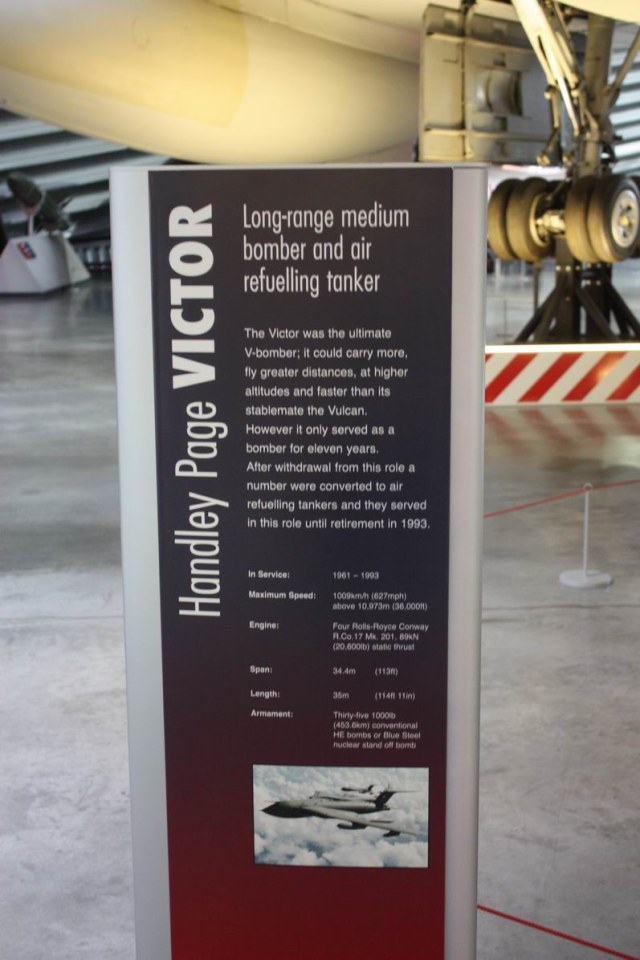 Handley Page VICTOR
Long-range medium
bomber and air
refuelling tanker
The Victor was the ultimate
V-bomber; it could carry more,
fly greater distances, at higher
altitudes and faster than its
stablemate the Vulcan.
However it only served as a
bomber for eleven years.
After withdrawal from this role a
number were converted to air
refuelling tankers and they served
in this role until retirement in 1993.
In Service: 1961 – 1993
Maximum Speed: 1009km/h (627mph)
above 10,973m (36,000ft)
Engine: Four Rolls-Royce Conway
R.Co.17 Mk. 201, 89kN
(20,600lb) static thrust
Span: 34.4m (113ft)
Length: 35m (114ft 11in)
Armament: Thirty-five 1000lb
(453.6km) conventional
HE bombs or Blue Steel
nuclear stand off bomb